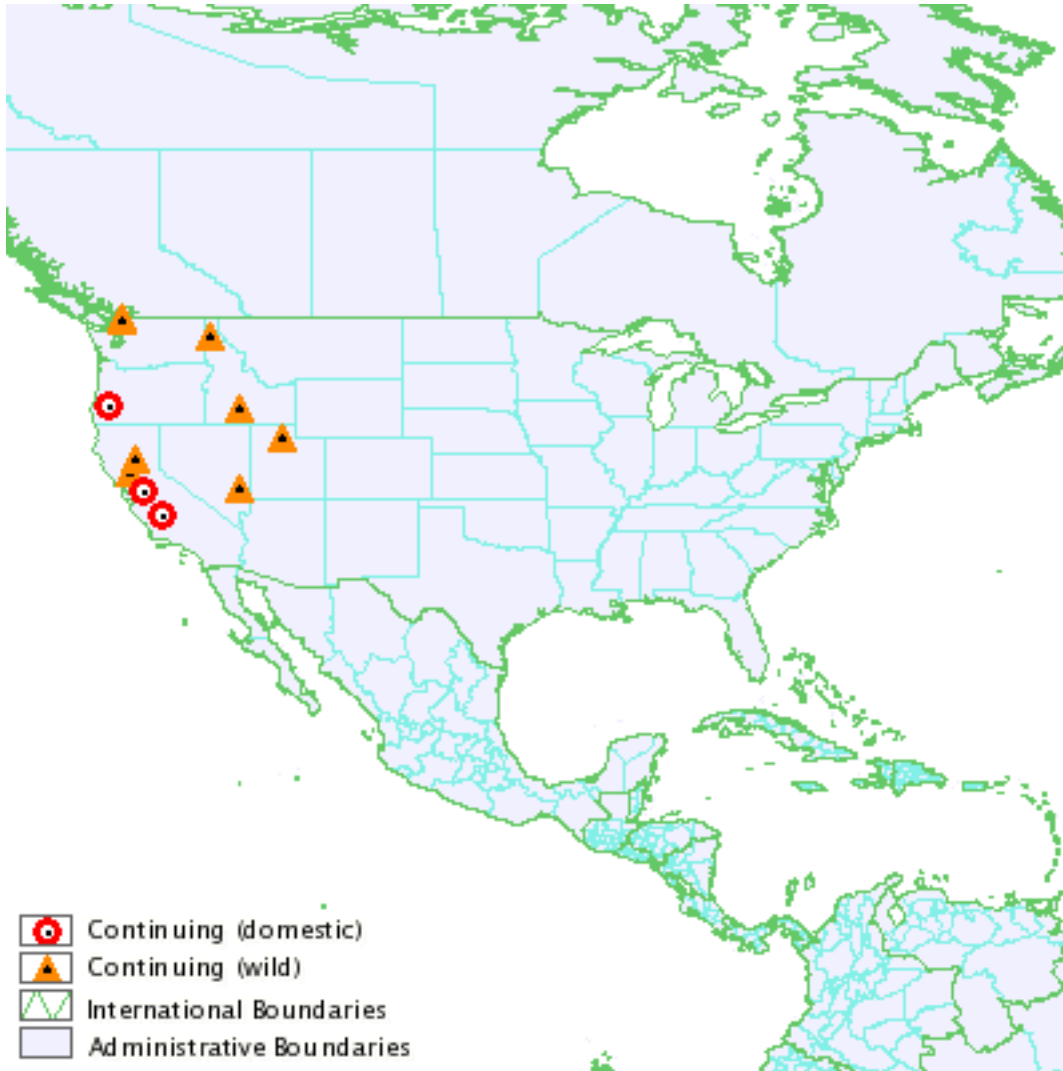 Continuing (domestic)
Continuing (wild)
International Boundaries
Administrative Boundaries